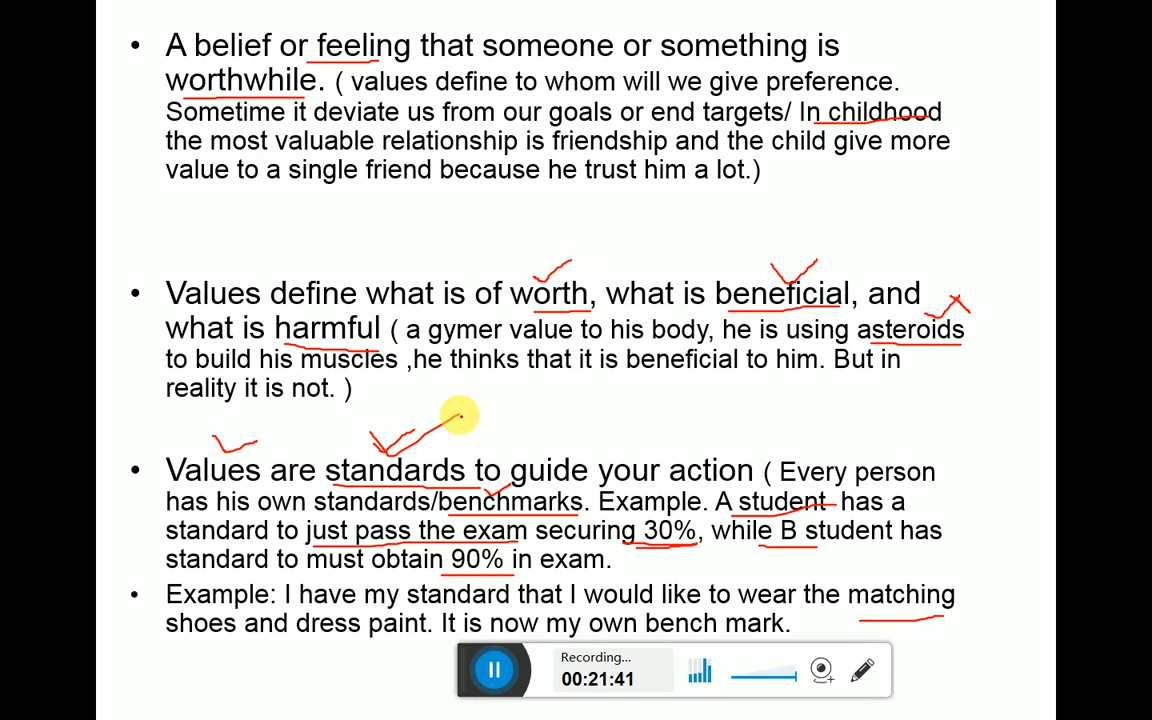 • A belief or feeling that someone or something is
worthwhile. ( values define to whom will we give preference.
Sometime it deviate us from our goals or end targets/ In childhood
the most valuable relationship is friendship and the child give more
value to a single friend because he trust him a lot.)
• Values define what is of worth, what is beneficial, and
what is harmful ( a gymer value to his body, he is using asteroids
to build his muscles ,he thinks that it is beneficial to him. But in
reality it is not. )
• Values are standards to guide your action ( Every person
has his own standards/benchmarks. Example. A student has a
standard to just pass the exam securing 30%, while B student has
standard to must obtain 90% in exam.
• Example: I have my standard that I would like to wear the matching
shoes and dress paint. It is now my own bench mark.
Recording...
00:21:41